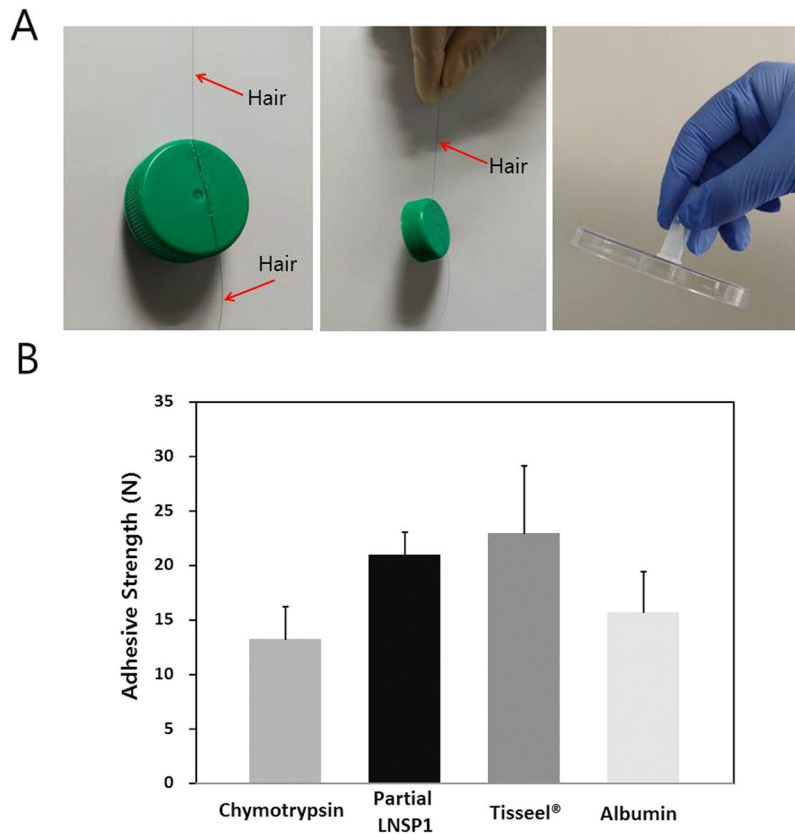 A
Hair
Hair
Hair
B
Adhesive Strength (N)
35
30
25
20
15
10
5
0
Chymotrypsin
Partial
LNSP1
Tisseel®
Albumin